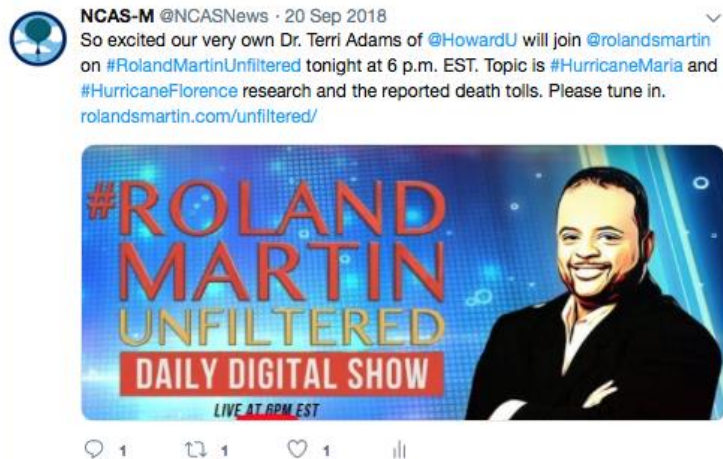 NCAS-M @NCASNews · 20 Sep 2018
So excited our very own Dr. Terri Adams of @HowardU will join @rolandsmartin
on #RolandMartinUnfiltered tonight at 6 p.m. EST. Topic is #HurricaneMaria and
#HurricaneFlorence research and the reported death tolls. Please tune in.
rolandsmartin.com/unfiltered/
#ROLAND
MARTIN
UNFILTERED
DAILY DIGITAL SHOW
LIVE AT 6PM EST
1 1 1